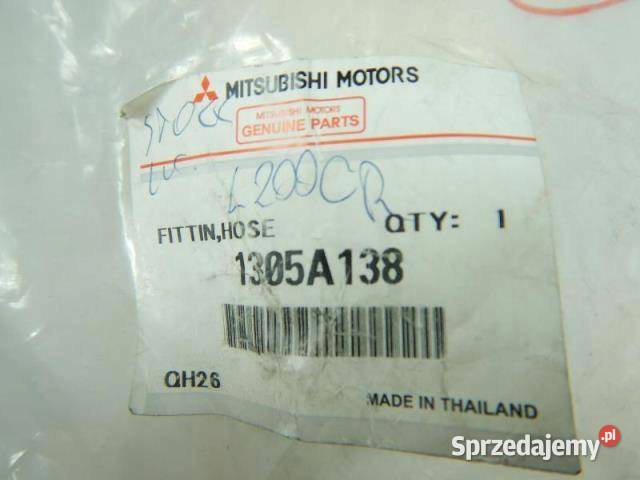 MITSUBISHI MOTORS
MITSUBISHI MOTORS
GENUINE PARTS
L200CR
FITTIN,HOSE QTY: 1
1305A138
QH26
MADE IN THAILAND
Sprzedajemy.pl